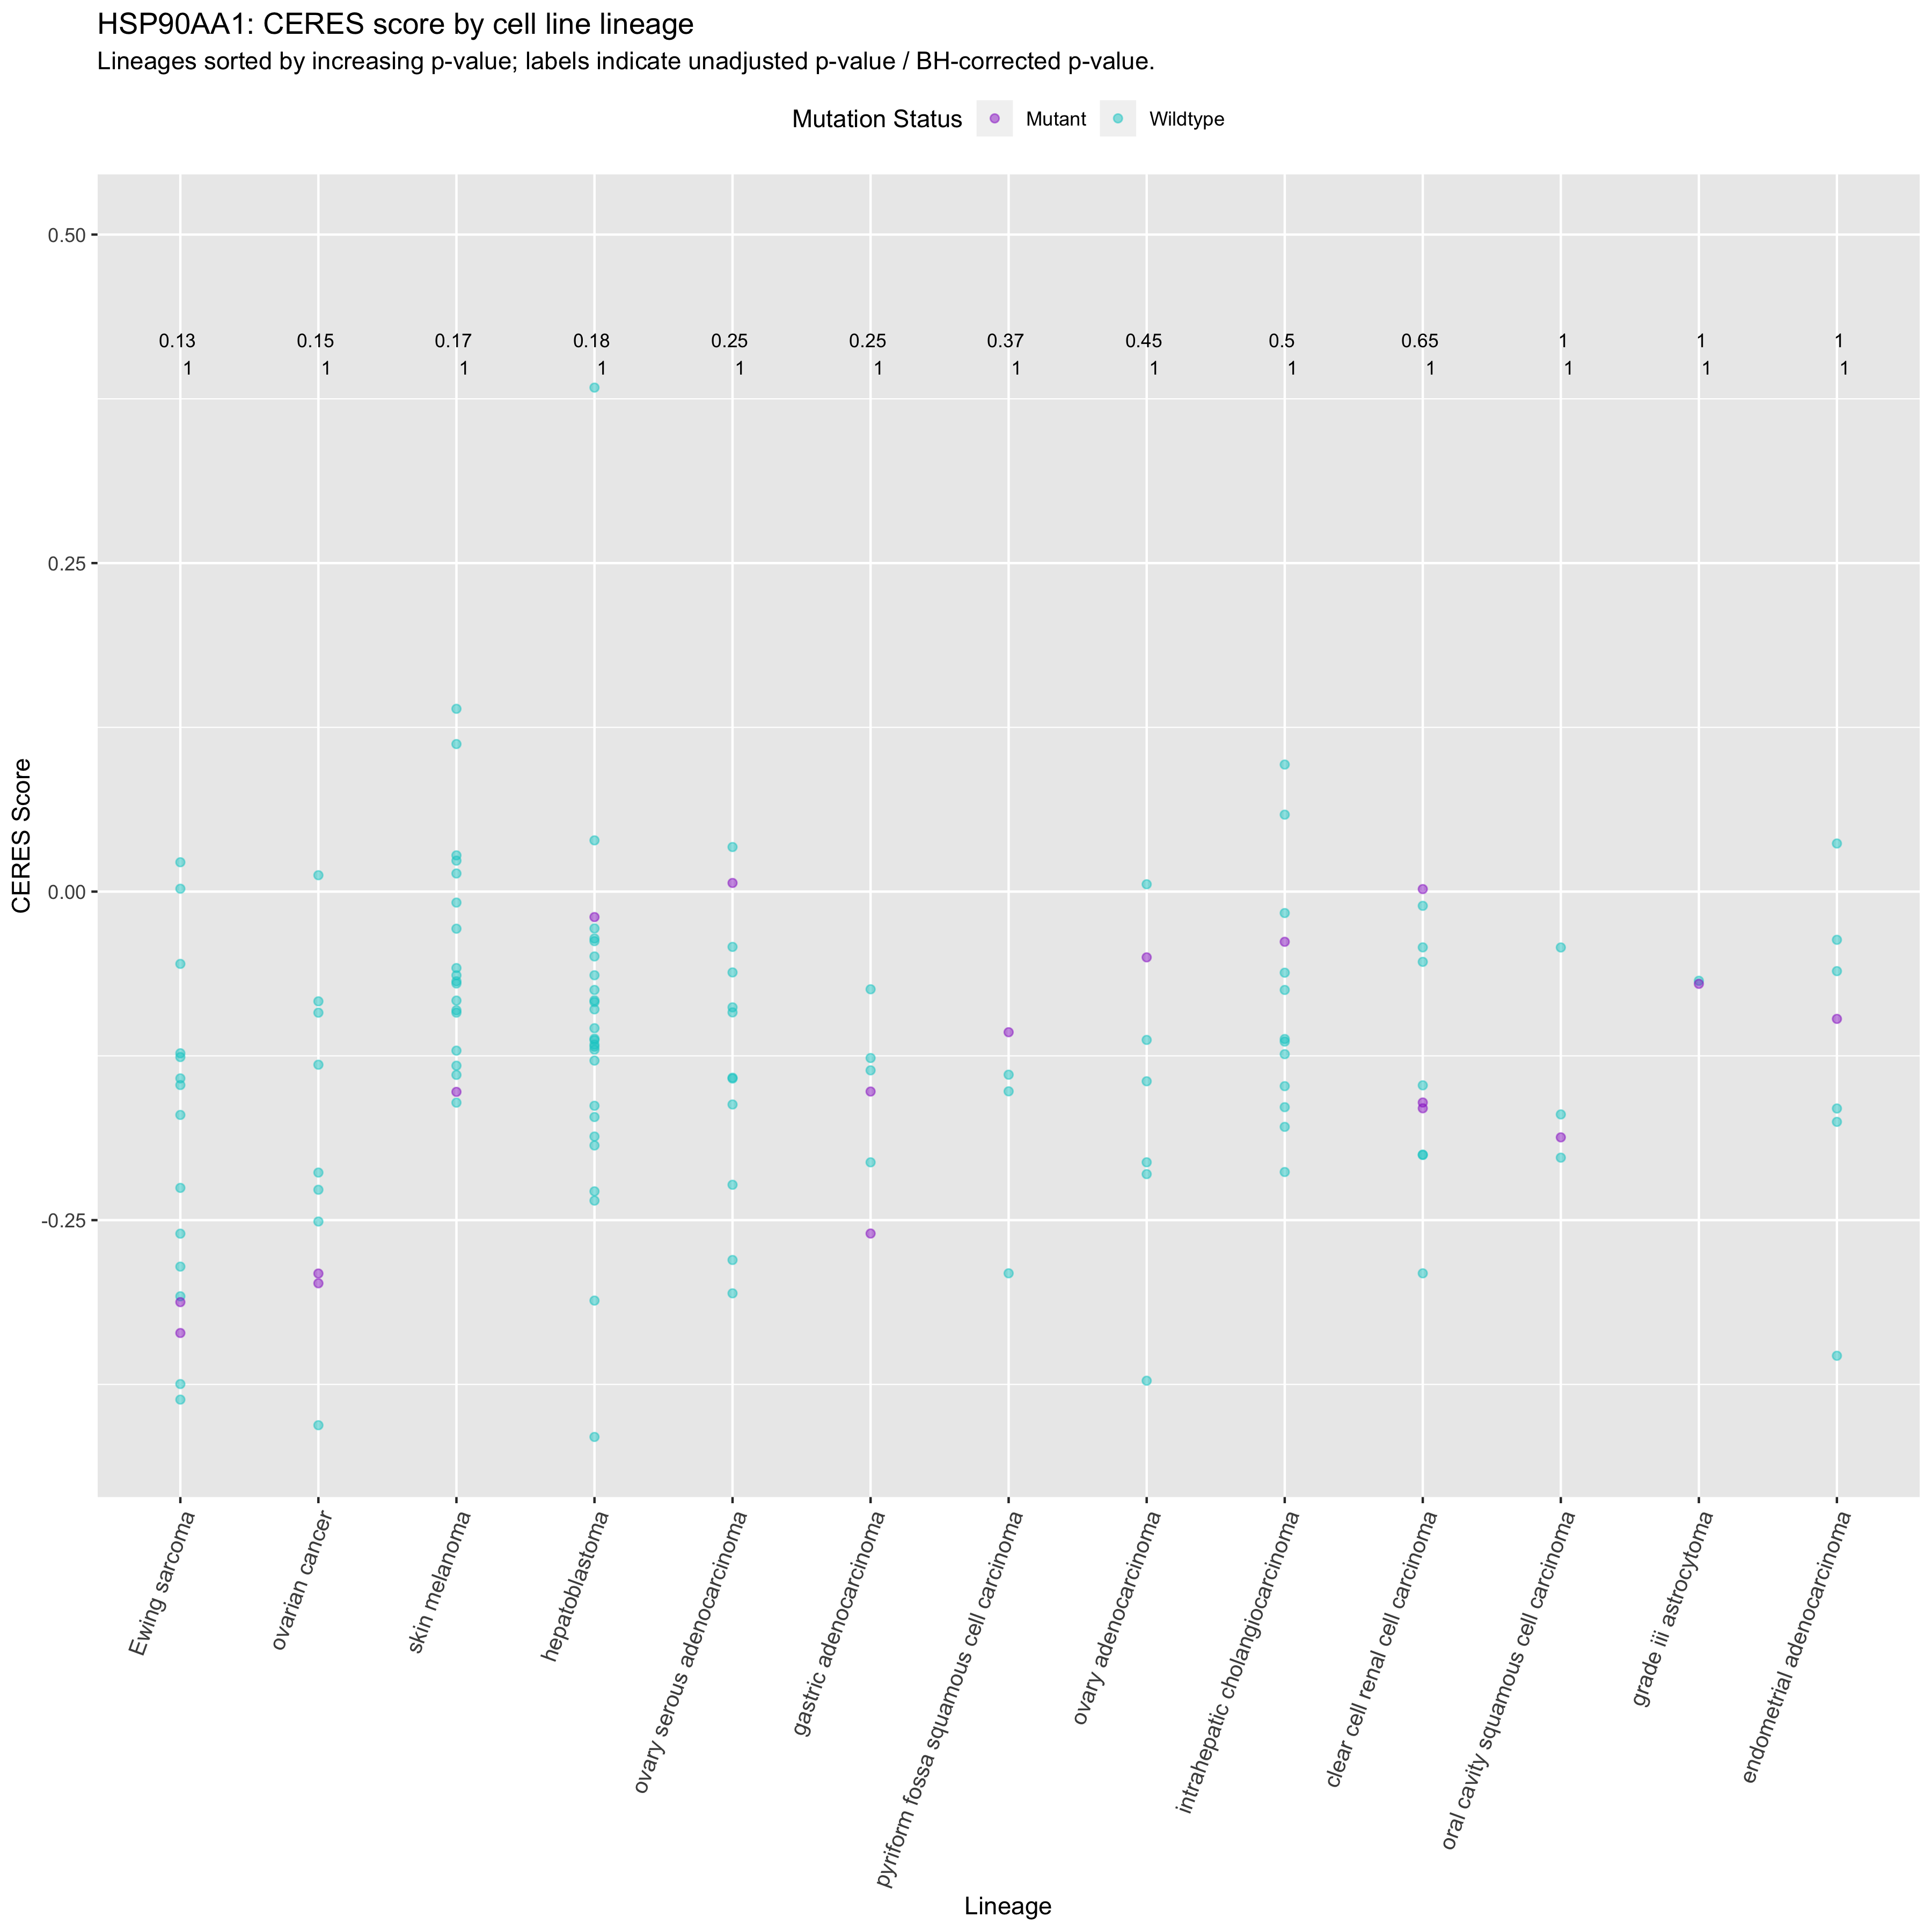 HSP90AA1: CERES score by cell line lineage
Lineages sorted by increasing p-value; labels indicate unadjusted p-value / BH-corrected p-value.
Mutation Status Mutant Wildtype
0.50
0.13 0.15 0.17 0.18 0.25 0.25 0.37 0.45 0.5 0.65 1 1 1
1 1 1 1 1 1 1 1 1 1 1 1 1
0.25
CERES Score
0.00
-0.25
Ewing sarcoma
ovarian cancer
skin melanoma
hepatoblastoma
ovary serous adenocarcinoma
gastric adenocarcinoma
pyriform fossa squamous cell carcinoma
ovary adenocarcinoma
intrahepatic cholangiocarcinoma
clear cell renal cell carcinoma
oral cavity squamous cell carcinoma
grade iii astrocytoma
endometrial adenocarcinoma
Lineage